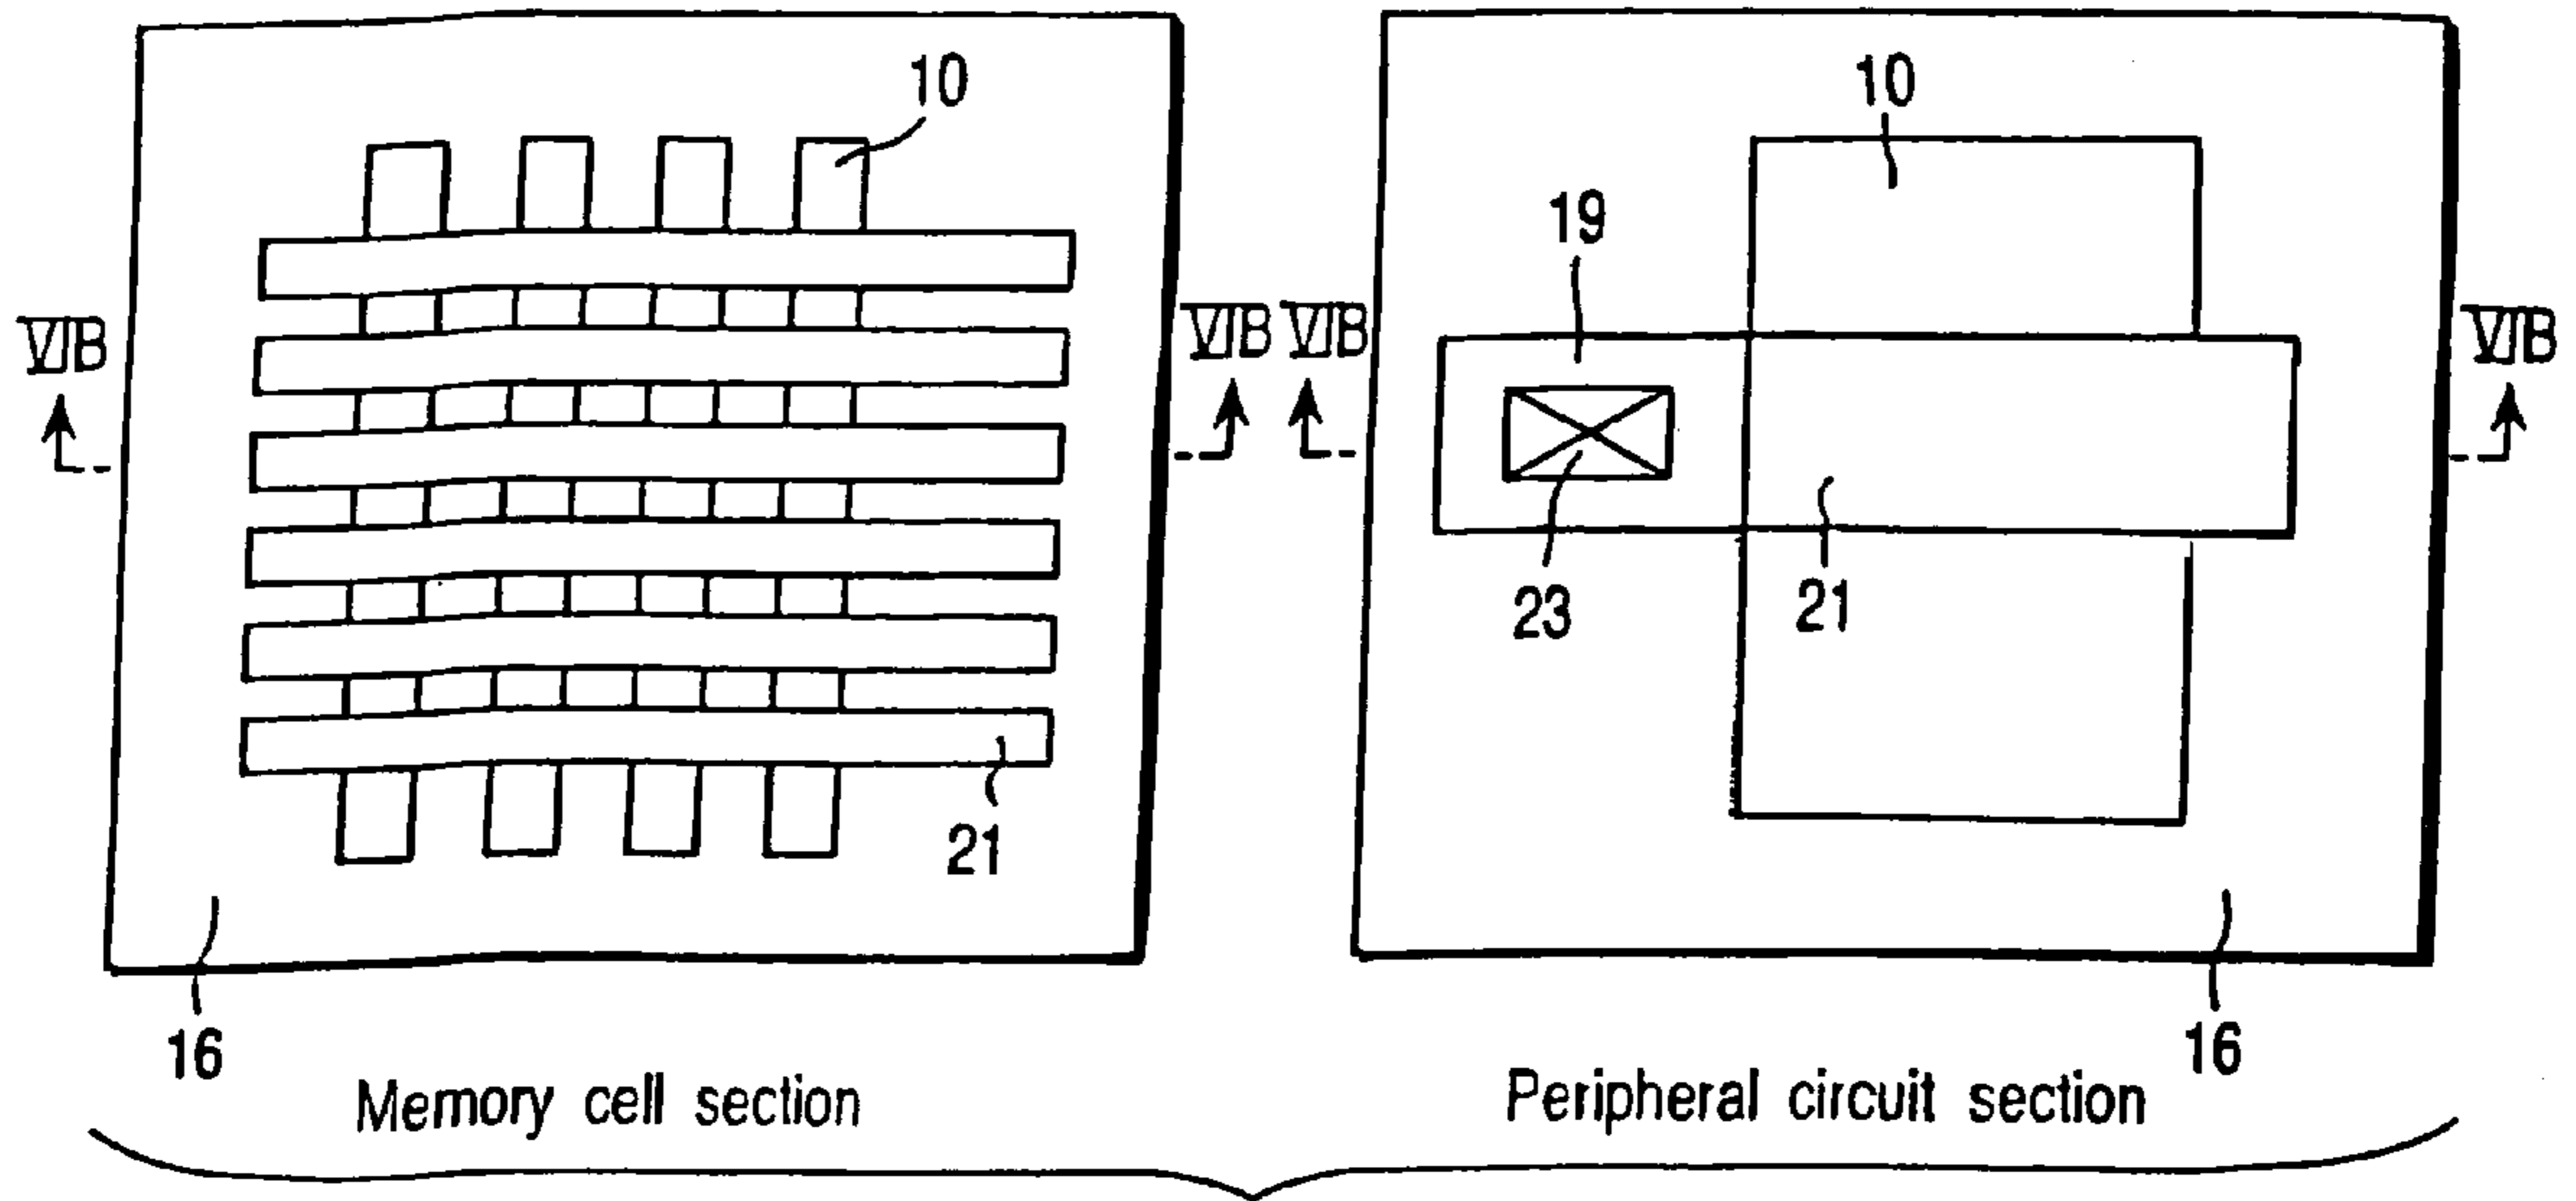 10
10
19
VIB
VIB
VIB
VIB
23
21
21
16
16
Memory cell section
Peripheral circuit section